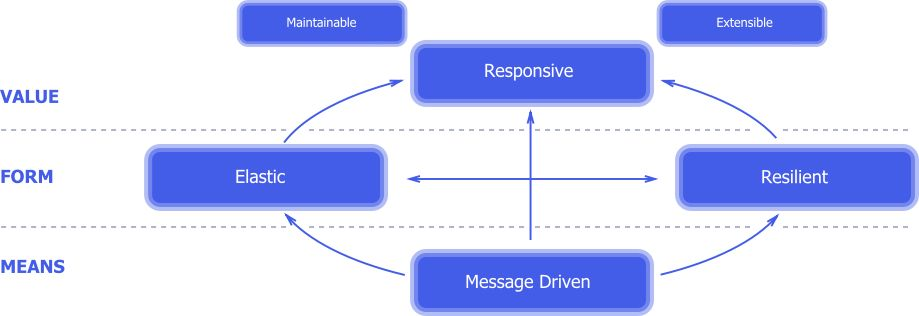 Maintainable
Extensible
Responsive
VALUE
FORM
Elastic
Resilient
MEANS
Message Driven